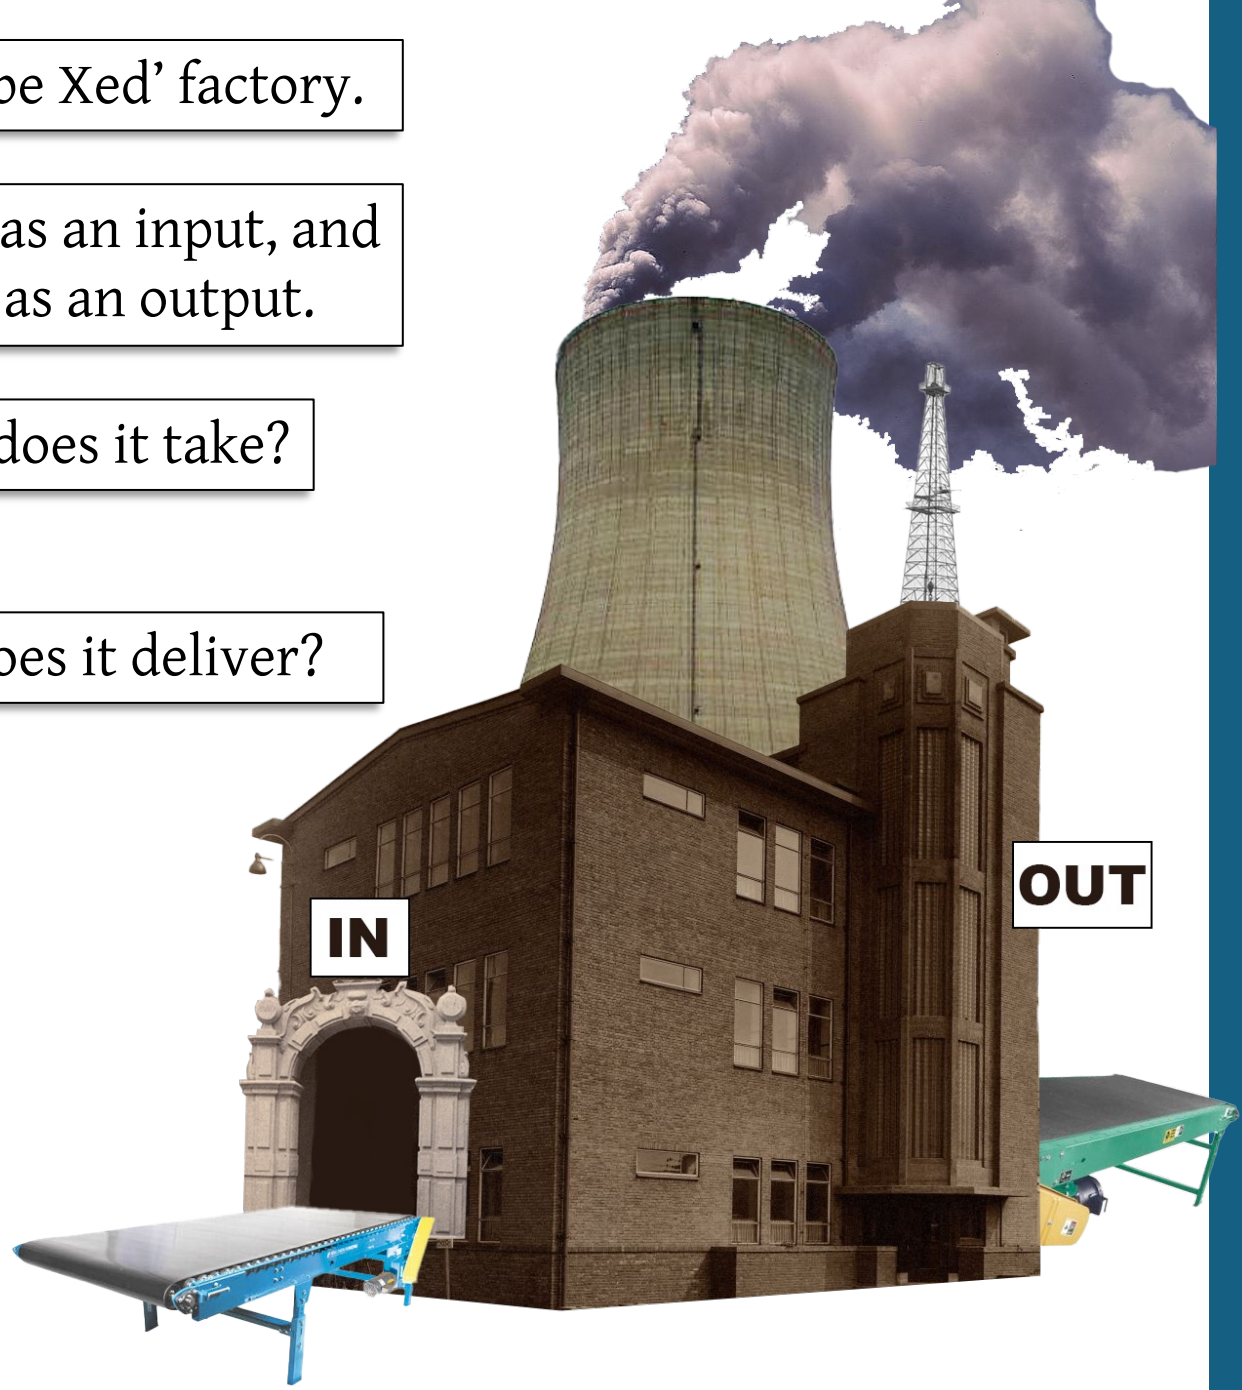 be Xed’ factory.
as an input, and
as an output.
does it take?
oes it deliver?
IN
OUT